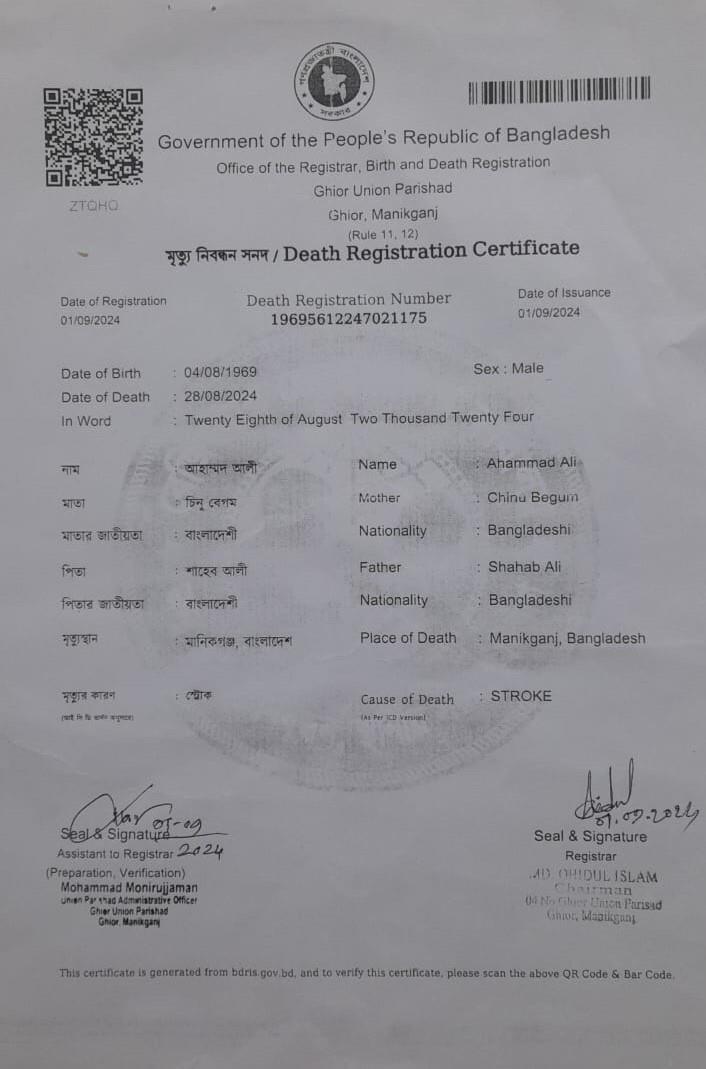 গণপ্রজাতন্ত্রী বাংলাদেশ
সরকার
ZTQHQ
Government of the People's Republic of Bangladesh
Office of the Registrar, Birth and Death Registration
Ghior Union Parishad
Ghior, Manikganj
(Rule 11, 12)
মৃত্যু নিবন্ধন সনদ / Death Registration Certificate
Date of Registration Death Registration Number Date of Issuance
01/09/2024 19695612247021175 01/09/2024
Date of Birth : 04/08/1969 Sex : Male
Date of Death : 28/08/2024
In Word : Twenty Eighth of August Two Thousand Twenty Four
নাম : আহাম্মদ আলী Name : Ahammad Ali
মাতা : চিনু বেগম Mother : Chinu Begum
মাতার জাতীয়তা : বাংলাদেশী Nationality : Bangladeshi
পিতা : শাহেব আলী Father : Shahab Ali
পিতার জাতীয়তা : বাংলাদেশী Nationality : Bangladeshi
মৃত্যুস্থান : মানিকগঞ্জ, বাংলাদেশ Place of Death : Manikganj, Bangladesh
মৃত্যুর কারণ : স্ট্রোক Cause of Death : STROKE
(As Per ICD Version)
01-09
Seal & Signature
Assistant to Registrar 2024
(Preparation, Verification)
Mohammad Monirujjaman
Union Parishad Administrative Officer
Ghior Union Parishad
Ghior, Manikganj
01.09.2024
Seal & Signature
Registrar
MD. OHIDUL ISLAM
Chairman
04 No Ghior Union Parisad
Ghior, Manikganj
This certificate is generated from bdris.gov.bd, and to verify this certificate, please scan the above QR Code & Bar Code.